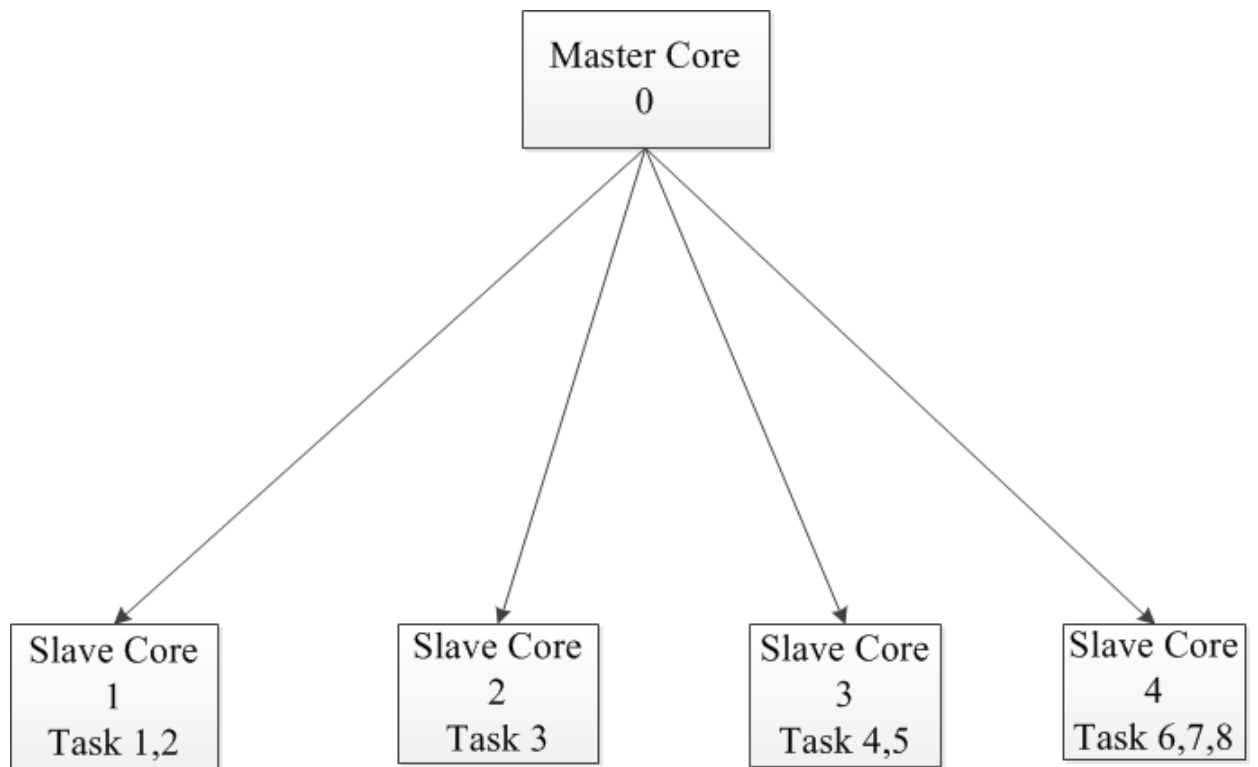 Master Core
0
Slave Core
1
Task 1,2
Slave Core
2
Task 3
Slave Core
3
Task 4,5
Slave Core
4
Task 6,7,8